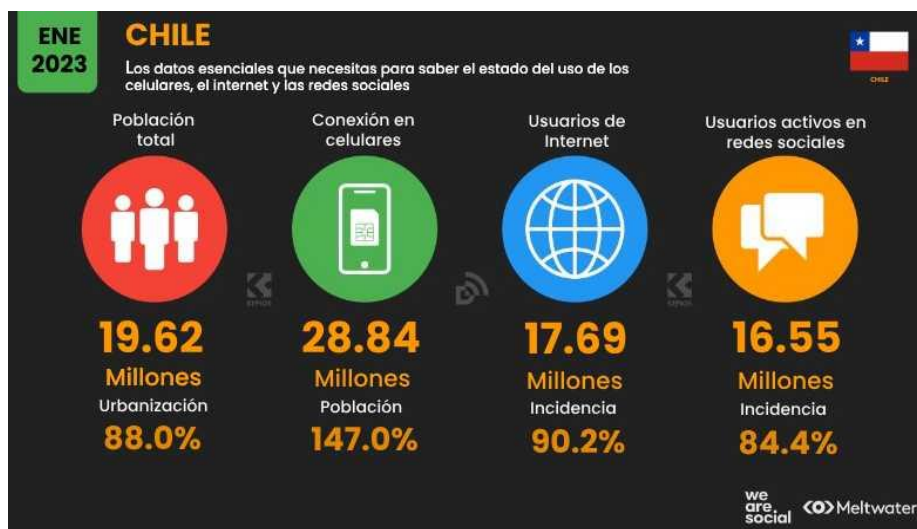 ENE
2023
CHILE
Los datos esenciales que necesitas para saber el estado del uso de los
celulares, el internet y las redes sociales
CHILE
Población
total
19.62
Millones
Urbanización
88.0%
Conexión en
celulares
28.84
Millones
Población
147.0%
Usuarios de
Internet
17.69
Millones
Incidencia
90.2%
Usuarios activos en
redes sociales
16.55
Millones
Incidencia
84.4%
KEPIOS
KEPIOS
we
are.
social
Meltwater